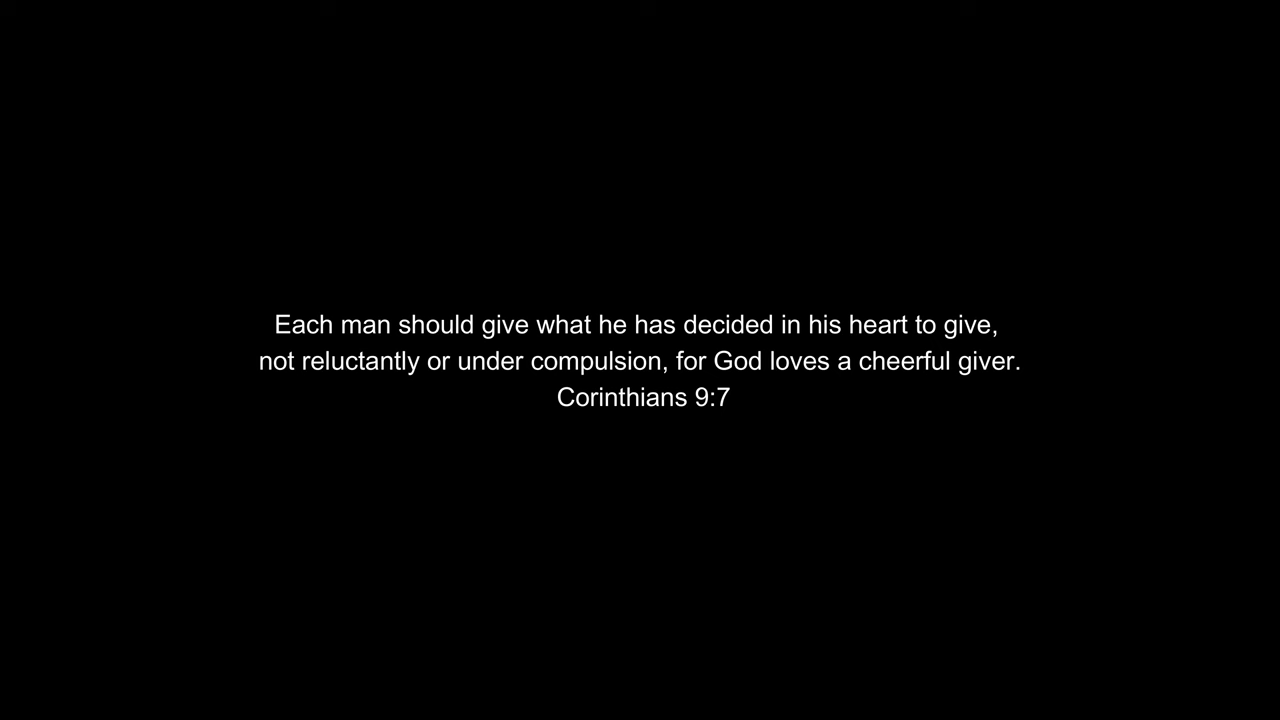 Each man should give what he has decided in his heart to give,
not reluctantly or under compulsion, for God loves a cheerful giver.
Corinthians 9:7